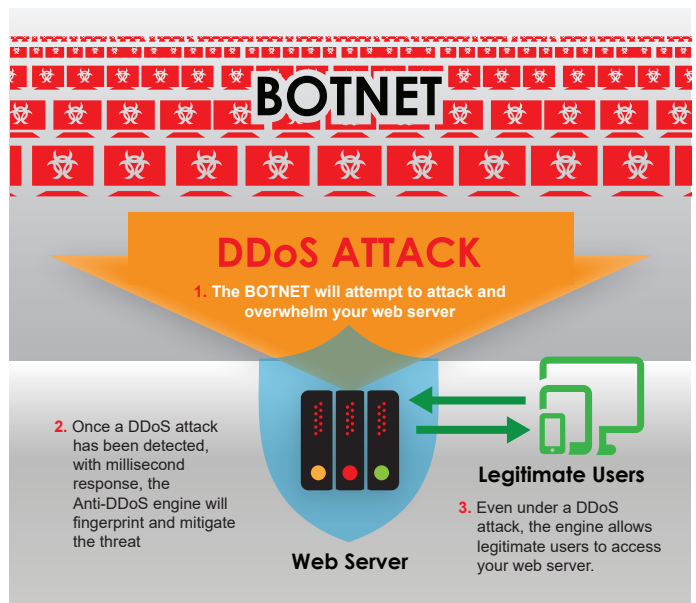 BOTNET
DDoS ATTACK
1. The BOTNET will attempt to attack and
overwhelm your web server
2. Once a DDoS attack
has been detected,
with millisecond
response, the
Anti-DDoS engine will
fingerprint and mitigate
the threat
Web Server
Legitimate Users
3. Even under a DDoS
attack, the engine allows
legitimate users to access
your web server.